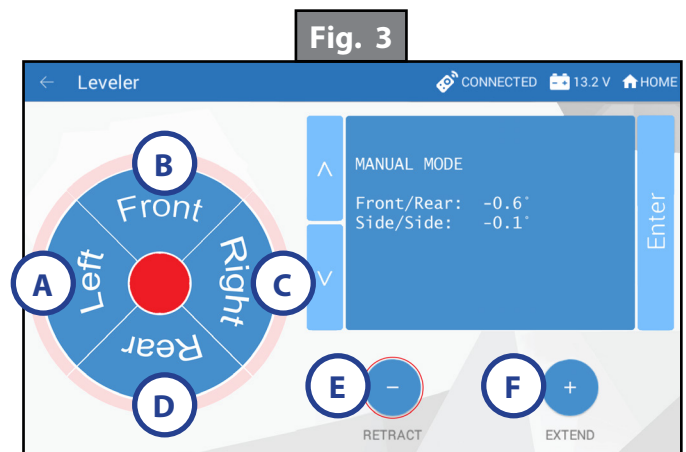 Fig. 3
← Leveler CONNECTED 13.2 V HOME
B
Front
A
Left
Right
C
Rear
D
MANUAL MODE
Front/Rear: -0.6°
Side/Side: -0.1°
Enter
E
−
RETRACT
F
+
EXTEND